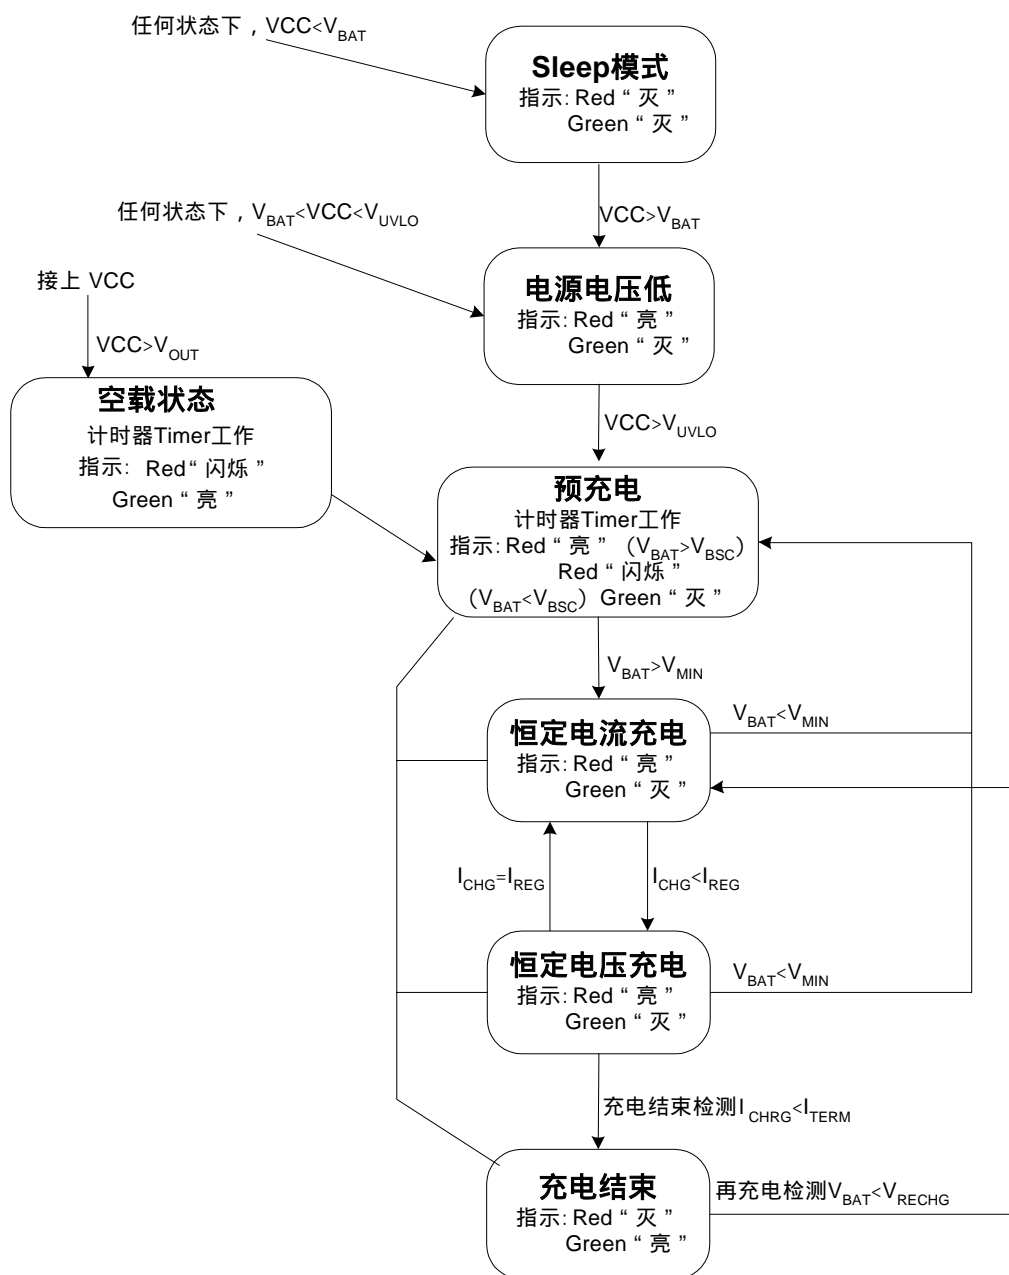 任何状态下，VCC<VBAT
Sleep模式
指示: Red“灭”
Green“灭”
VCC>VBAT
任何状态下，VBAT<VCC<VUVLO
电源电压低
指示: Red“亮”
Green“灭”
接上 VCC
VCC>VOUT
空载状态
计时器Timer工作
指示: Red“闪烁”
Green“亮”
VCC>VUVLO
预充电
计时器Timer工作
指示: Red“亮”（VBAT>VBSC）
Red“闪烁”
（VBAT<VBSC）Green“灭”
VBAT>VMIN
恒定电流充电
指示: Red“亮”
Green“灭”
VBAT<VMIN
ICHG=IREG
ICHG<IREG
恒定电压充电
指示: Red“亮”
Green“灭”
VBAT<VMIN
充电结束检测ICHRG<ITERM
充电结束
指示: Red“灭”
Green“亮”
再充电检测VBAT<VRECHG